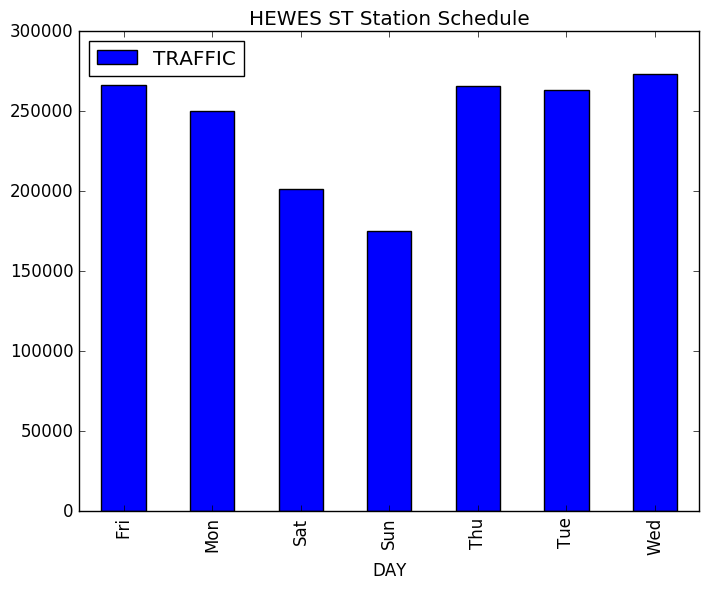 HEWES ST Station Schedule
TRAFFIC
300000
250000
200000
150000
100000
50000
0
Fri Mon Sat Sun Thu Tue Wed
DAY